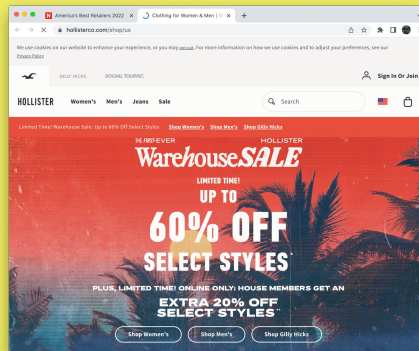 America's Best Retailers 2022
Clothing for Women & Men | To
hollisterco.com/shop/us
We use cookies on our website to enhance your experience, or you may opt out. For more information on how we use cookies and to adjust your preferences, see our
Privacy Policy
GILLY HICKS SOCIAL TOURIST.
Sign In Or Join
HOLLISTER Women's Men's Jeans Sale Search
Limited Time! Warehouse Sale: Up to 60% Off Select Styles Shop Women's Shop Men's Shop Gilly Hicks
THE FIRST-EVER HOLLISTER
Warehouse SALE
LIMITED TIME!
UP TO
60% OFF
SELECT STYLES*
PLUS, LIMITED TIME! ONLINE ONLY: HOUSE MEMBERS GET AN
EXTRA 20% OFF
SELECT STYLES**
Shop Women's Shop Men's Shop Gilly Hicks